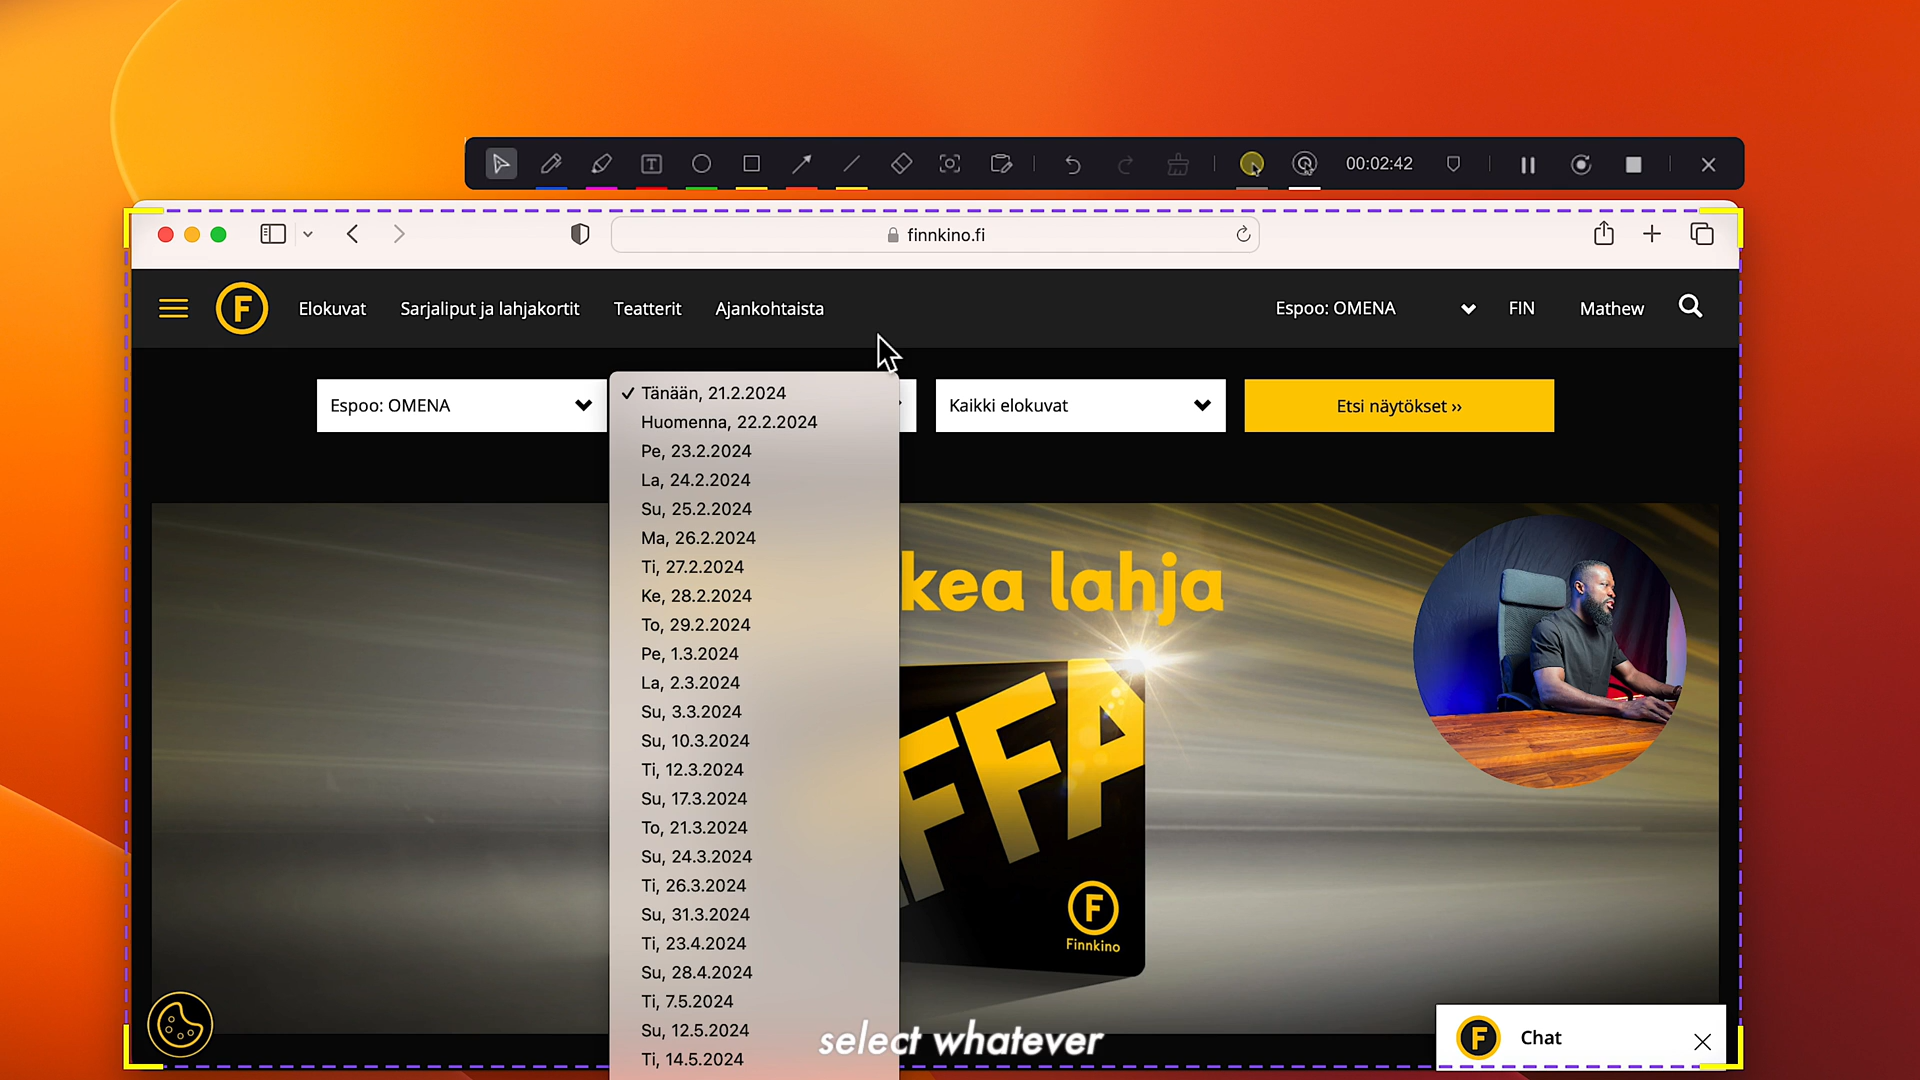 00:02:42
finnkino.fi
F Elokuvat Sarjaliput ja lahjakortit Teatterit Ajankohtaista Espoo: OMENA FIN Mathew
Espoo: OMENA
Kaikki elokuvat
Etsi näytökset ››
✓ Tänään, 21.2.2024
Huomenna, 22.2.2024
Pe, 23.2.2024
La, 24.2.2024
Su, 25.2.2024
Ma, 26.2.2024
Ti, 27.2.2024
Ke, 28.2.2024
To, 29.2.2024
Pe, 1.3.2024
La, 2.3.2024
Su, 3.3.2024
Su, 10.3.2024
Ti, 12.3.2024
Su, 17.3.2024
To, 21.3.2024
Su, 24.3.2024
Ti, 26.3.2024
Su, 31.3.2024
Ti, 23.4.2024
Su, 28.4.2024
Ti, 7.5.2024
Su, 12.5.2024
Ti, 14.5.2024
kea lahja
FFA
F
Finnkino
select whatever
F Chat